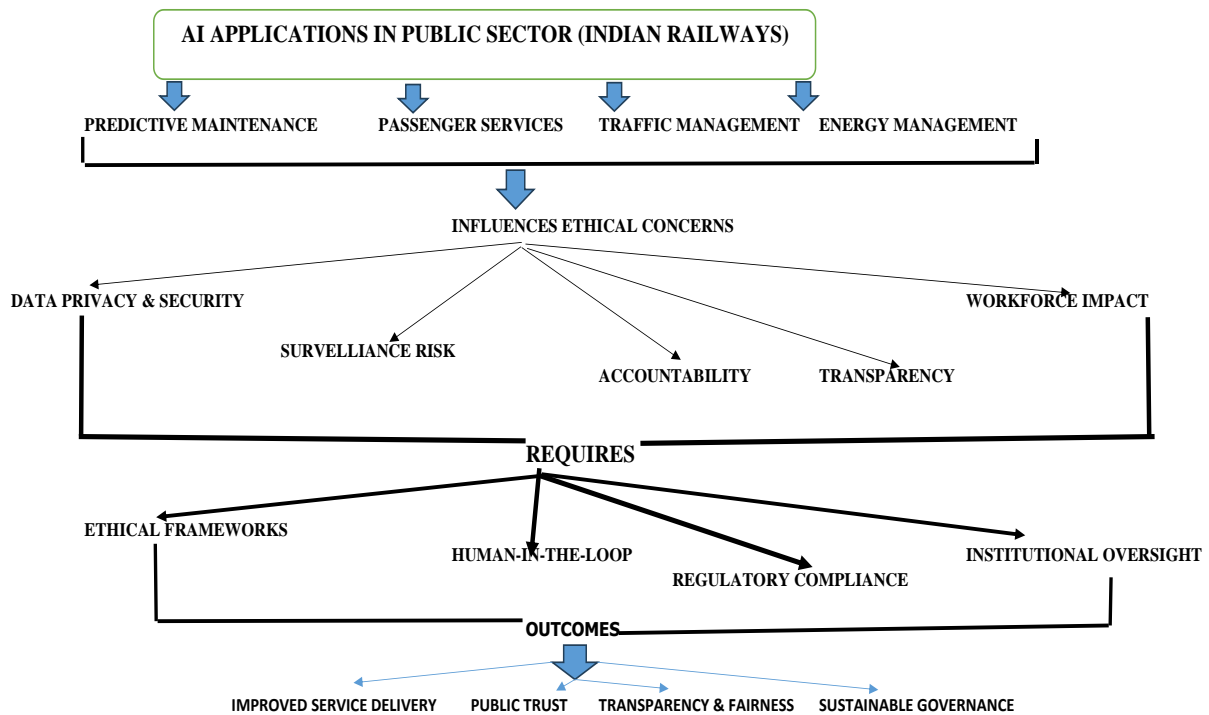 AI APPLICATIONS IN PUBLIC SECTOR (INDIAN RAILWAYS)
PREDICTIVE MAINTENANCE
PASSENGER SERVICES
TRAFFIC MANAGEMENT
ENERGY MANAGEMENT
INFLUENCES ETHICAL CONCERNS
DATA PRIVACY & SECURITY
WORKFORCE IMPACT
SURVELLIANCE RISK
ACCOUNTABILITY
TRANSPARENCY
REQUIRES
ETHICAL FRAMEWORKS
HUMAN-IN-THE-LOOP
REGULATORY COMPLIANCE
INSTITUTIONAL OVERSIGHT
OUTCOMES
IMPROVED SERVICE DELIVERY
PUBLIC TRUST
TRANSPARENCY & FAIRNESS
SUSTAINABLE GOVERNANCE